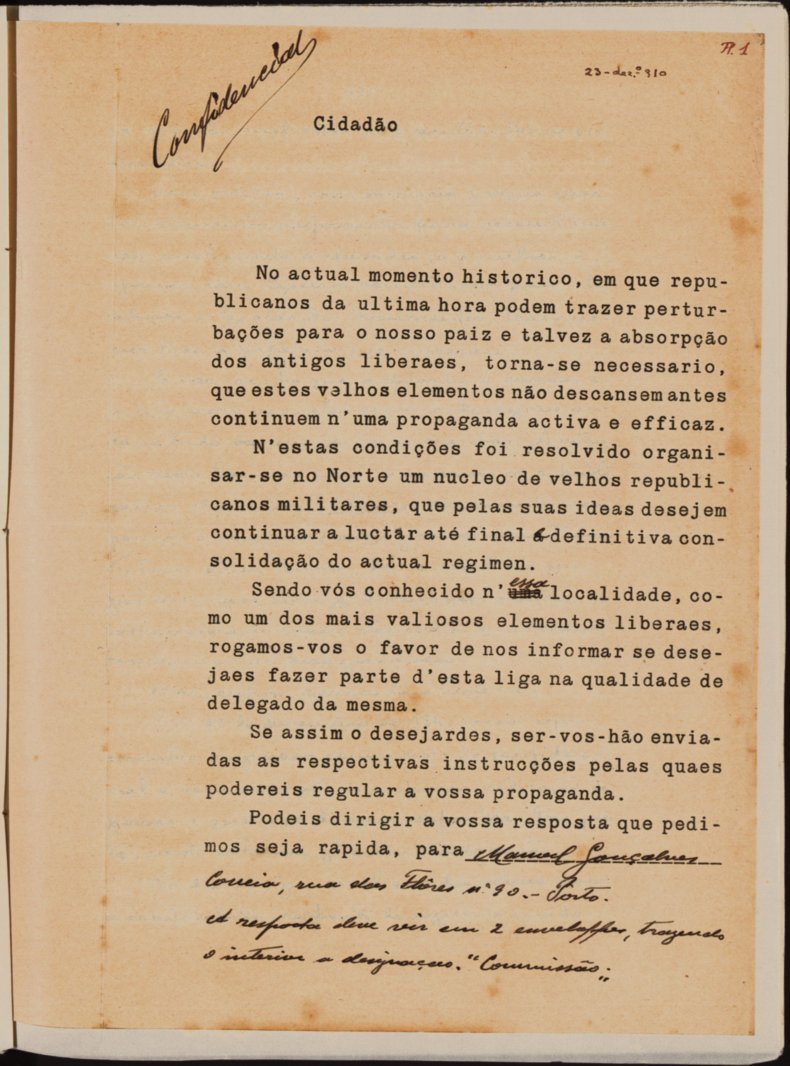 Confidencial
Pt. 1
23-dez.º 910
Cidadão
No actual momento historico, em que repu-
blicanos da ultima hora podem trazer pertur-
bações para o nosso paiz e talvez a absorpção
dos antigos liberaes, torna-se necessario,
que estes velhos elementos não descansem antes
continuem n'uma propaganda activa e efficaz.
N'estas condições foi resolvido organi-
sar-se no Norte um nucleo de velhos republi-
canos militares, que pelas suas ideas desejem
continuar a luctar até final & definitiva con-
solidação do actual regimen.
Sendo vós conhecido n'essa localidade, co-
mo um dos mais valiosos elementos liberaes,
rogamos-vos o favor de nos informar se dese-
jaes fazer parte d'esta liga na qualidade de
delegado da mesma.
Se assim o desejardes, ser-vos-hão envia-
das as respectivas instrucções pelas quaes
podereis regular a vossa propaganda.
Podeis dirigir a vossa resposta que pedi-
mos seja rapida, para Manuel Gonçalves
Correia, rua das Flôres nº 90.- Porto.
A resposta deve vir em 2 enveloppes, trazendo
o interior a designaçao. "Commissão";